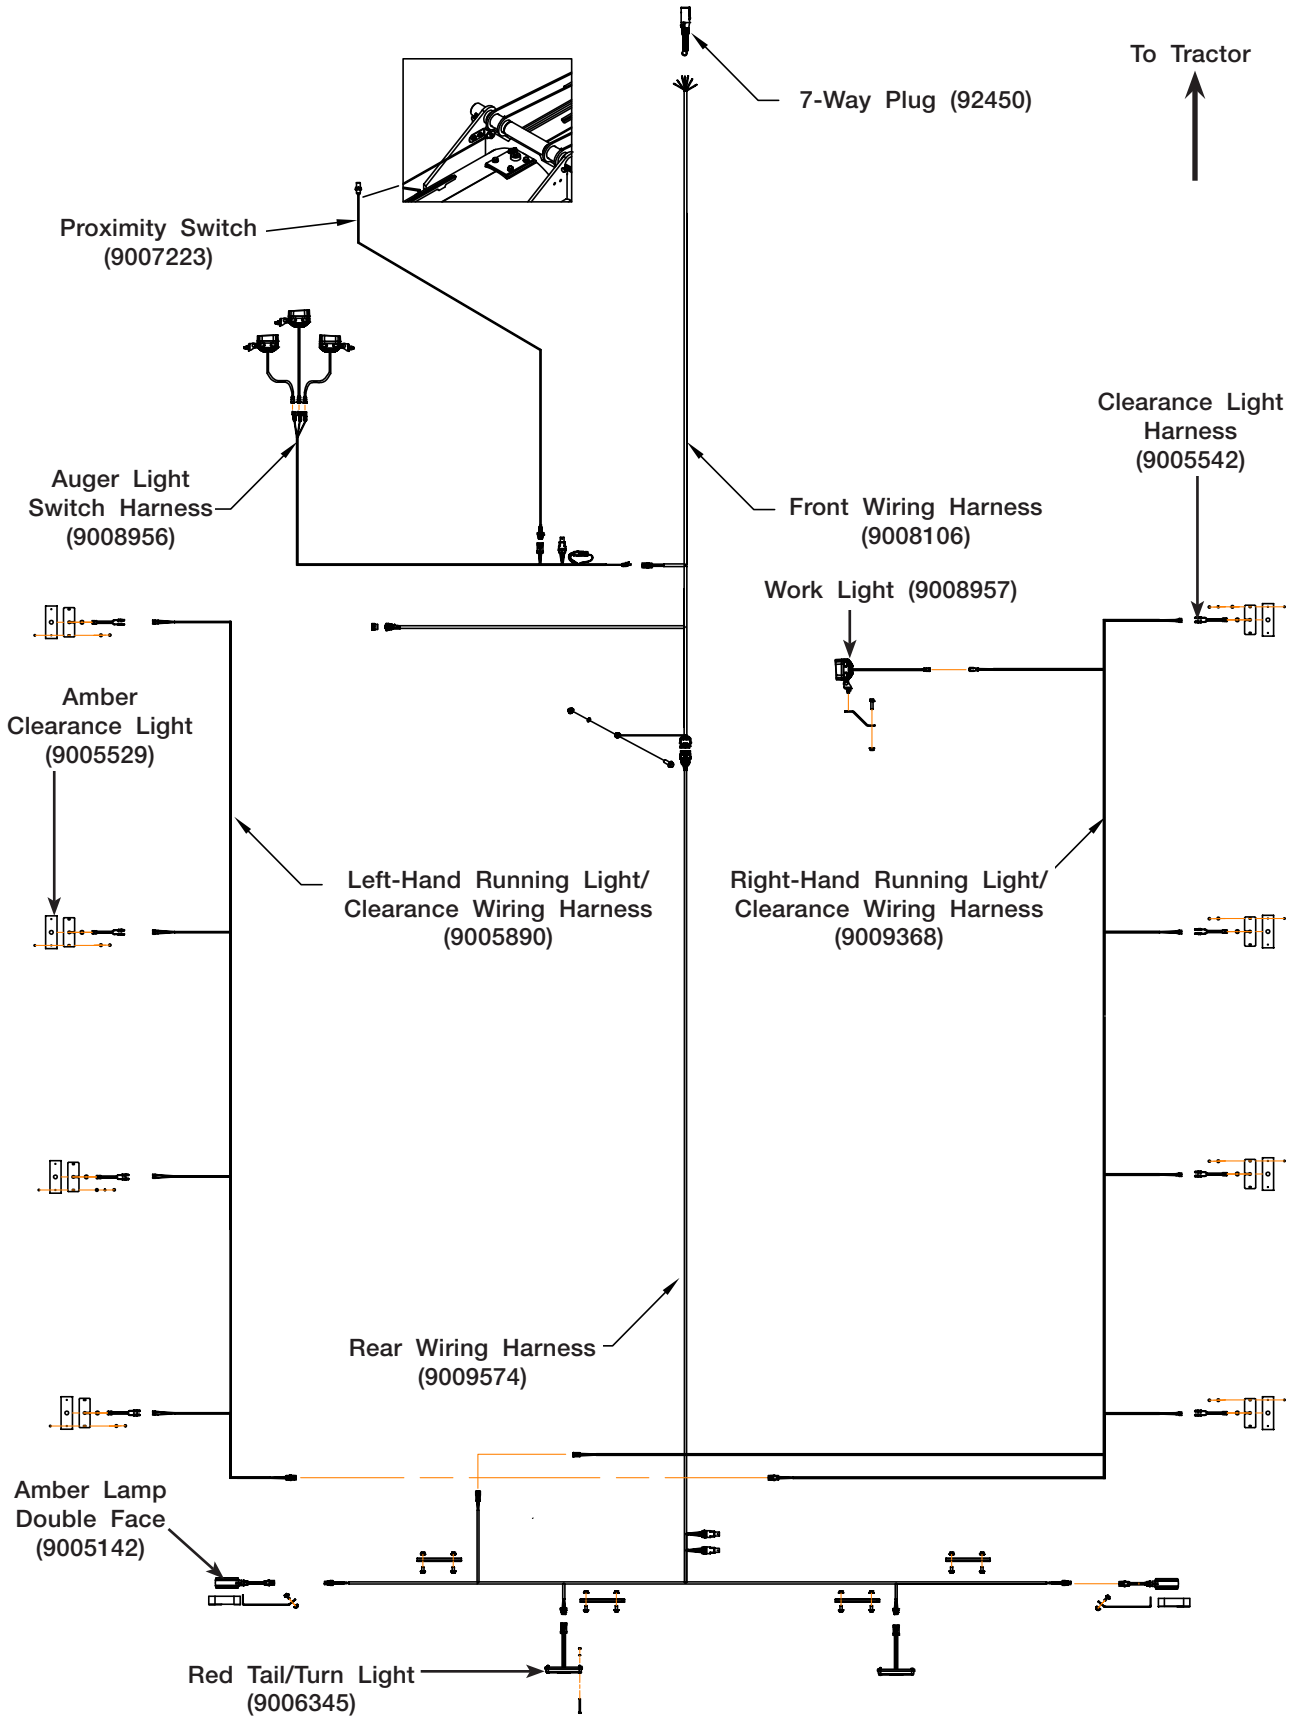 To Tractor
7-Way Plug (92450)
Proximity Switch
(9007223)
Clearance Light
Harness
(9005542)
Auger Light
Switch Harness
(9008956)
Front Wiring Harness
(9008106)
Work Light (9008957)
Amber
Clearance Light
(9005529)
Left-Hand Running Light/
Clearance Wiring Harness
(9005890)
Right-Hand Running Light/
Clearance Wiring Harness
(9009368)
Rear Wiring Harness
(9009574)
Amber Lamp
Double Face
(9005142)
Red Tail/Turn Light
(9006345)